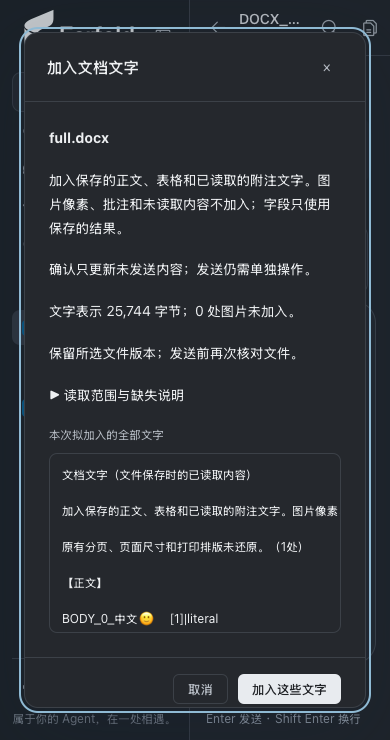 DOCX_...
加入文档文字
×
full.docx
加入保存的正文、表格和已读取的附注文字。图
片像素、批注和未读取内容不加入；字段只使用
保存的结果。
确认只更新未发送内容；发送仍需单独操作。
文字表示 25,744 字节；0 处图片未加入。
保留所选文件版本；发送前再次核对文件。
▶ 读取范围与缺失说明
本次拟加入的全部文字
文档文字（文件保存时的已读取内容）
加入保存的正文、表格和已读取的附注文字。图片像素
原有分页、页面尺寸和打印排版未还原。（1处）
【正文】
BODY_0_中文🙂 [1]|literal
取消
加入这些文字
属于你的 Agent，在一处相遇。
Enter 发送 · Shift Enter 换行